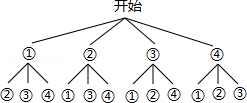 开始
① ② ③ ④
② ③ ④ ① ③ ④ ① ② ④ ① ② ③